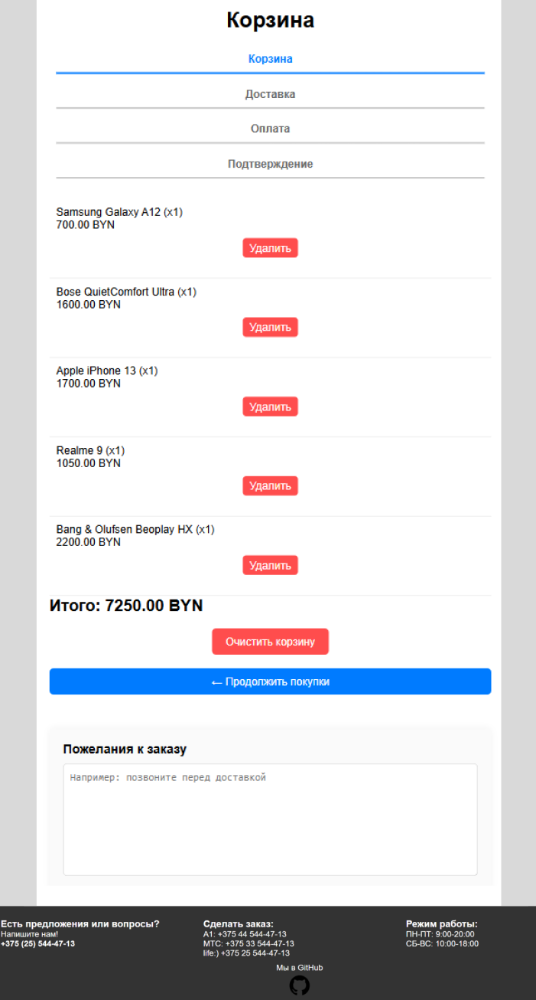 Корзина
Корзина
Доставка
Оплата
Подтверждение
Samsung Galaxy A12 (x1)
700.00 BYN
Удалить
Bose QuietComfort Ultra (x1)
1600.00 BYN
Удалить
Apple iPhone 13 (x1)
1700.00 BYN
Удалить
Realme 9 (x1)
1050.00 BYN
Удалить
Bang & Olufsen Beoplay HX (x1)
2200.00 BYN
Удалить
Итого: 7250.00 BYN
Очистить корзину
← Продолжить покупки
Пожелания к заказу
Например: позвоните перед доставкой
Есть предложения или вопросы?
Напишите нам!
+375 (25) 544-47-13
Сделать заказ:
A1: +375 44 544-47-13
МТС: +375 33 544-47-13
life:) +375 25 544-47-13
Режим работы:
ПН-ПТ: 9:00-20:00
СБ-ВС: 10:00-18:00
Мы в GitHub